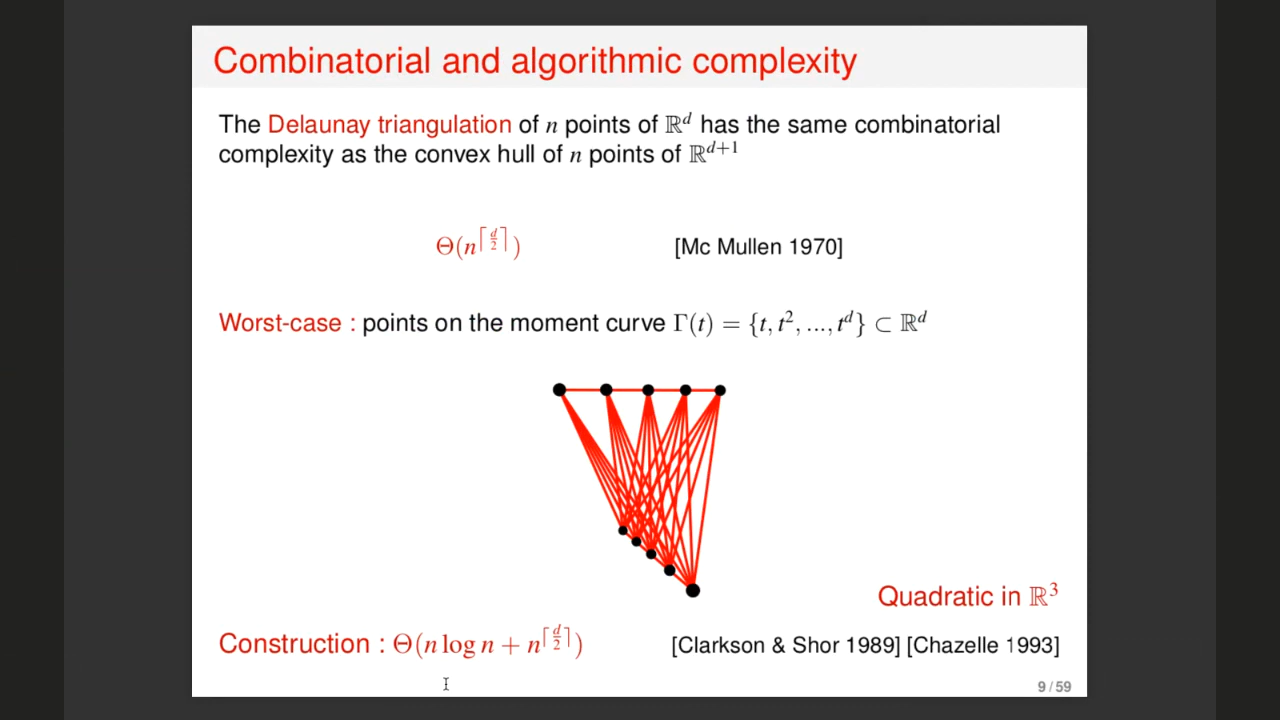 Combinatorial and algorithmic complexity
The Delaunay triangulation of n points of ℝ^d has the same combinatorial
complexity as the convex hull of n points of ℝ^{d+1}
Θ(n^{⌈d/2⌉}) [Mc Mullen 1970]
Worst-case : points on the moment curve Γ(t) = {t, t², ..., t^d} ⊂ ℝ^d
Quadratic in ℝ³
Construction : Θ(n log n + n^{⌈d/2⌉}) [Clarkson & Shor 1989] [Chazelle 1993]
9 / 59